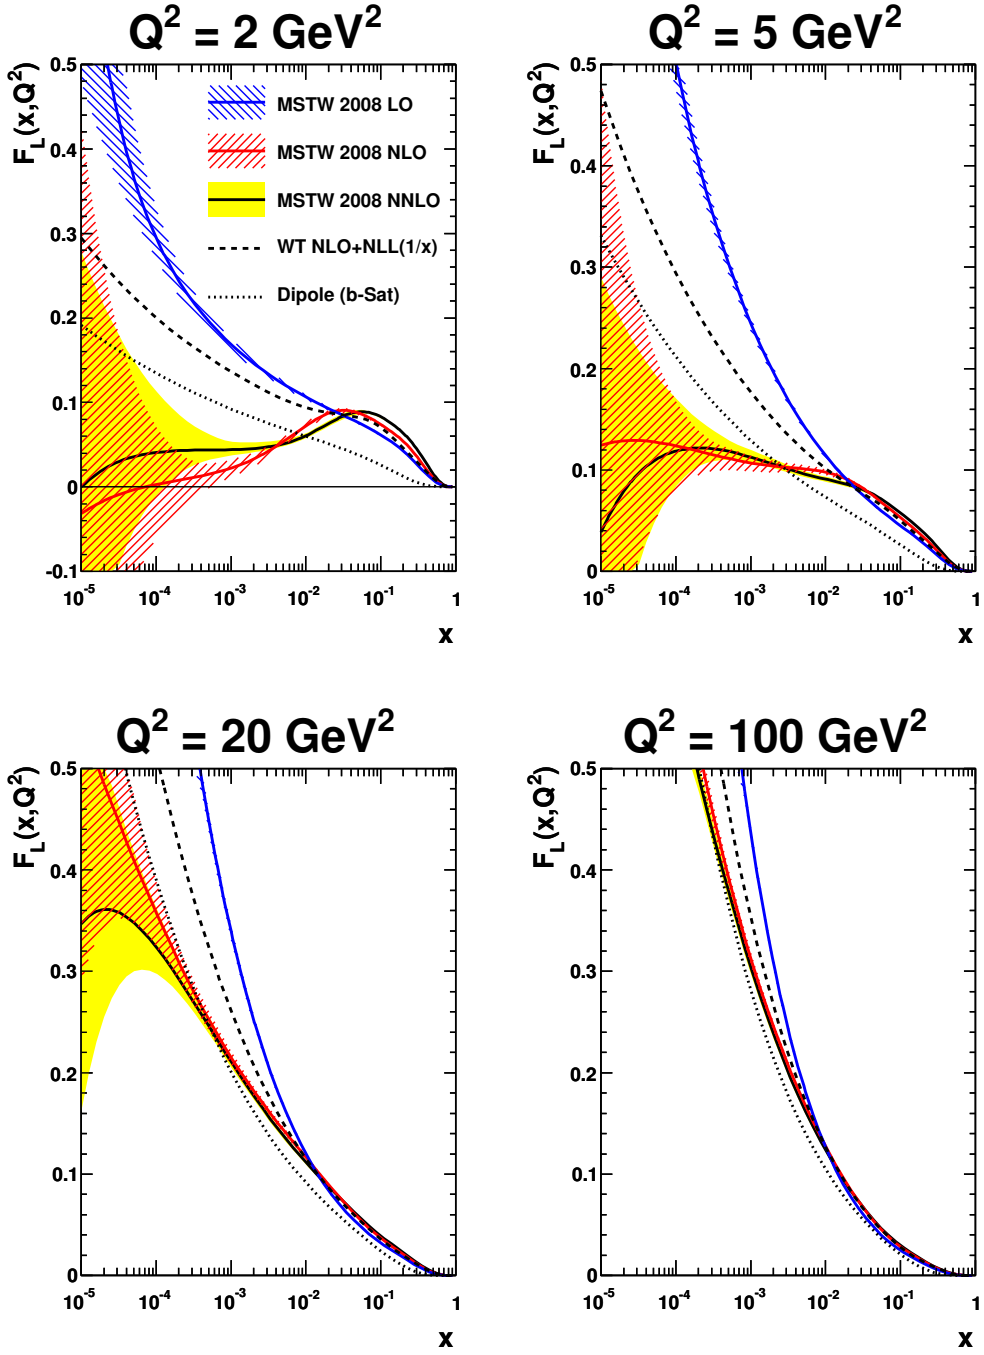 Q² = 2 GeV²
F_L(x,Q²)
0.5
0.4
0.3
0.2
0.1
0
-0.1
MSTW 2008 LO
MSTW 2008 NLO
MSTW 2008 NNLO
WT NLO+NLL(1/x)
Dipole (b-Sat)
10⁻⁵ 10⁻⁴ 10⁻³ 10⁻² 10⁻¹ 1
x
Q² = 5 GeV²
F_L(x,Q²)
0.5
0.4
0.3
0.2
0.1
0
10⁻⁵ 10⁻⁴ 10⁻³ 10⁻² 10⁻¹ 1
x
Q² = 20 GeV²
F_L(x,Q²)
0.5
0.4
0.3
0.2
0.1
0
10⁻⁵ 10⁻⁴ 10⁻³ 10⁻² 10⁻¹ 1
x
Q² = 100 GeV²
F_L(x,Q²)
0.5
0.4
0.3
0.2
0.1
0
10⁻⁵ 10⁻⁴ 10⁻³ 10⁻² 10⁻¹ 1
x